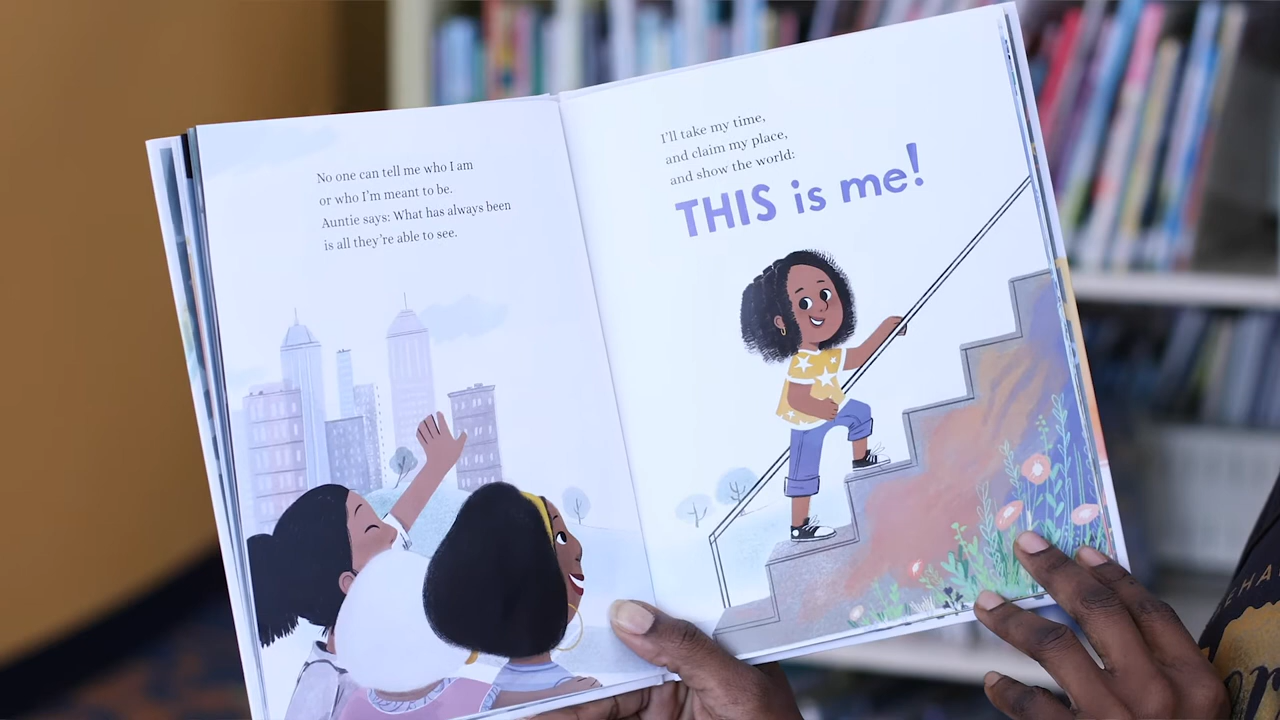 No one can tell me who I am
or who I'm meant to be.
Auntie says: What has always been
is all they're able to see.
I'll take my time,
and claim my place,
and show the world:
THIS is me!